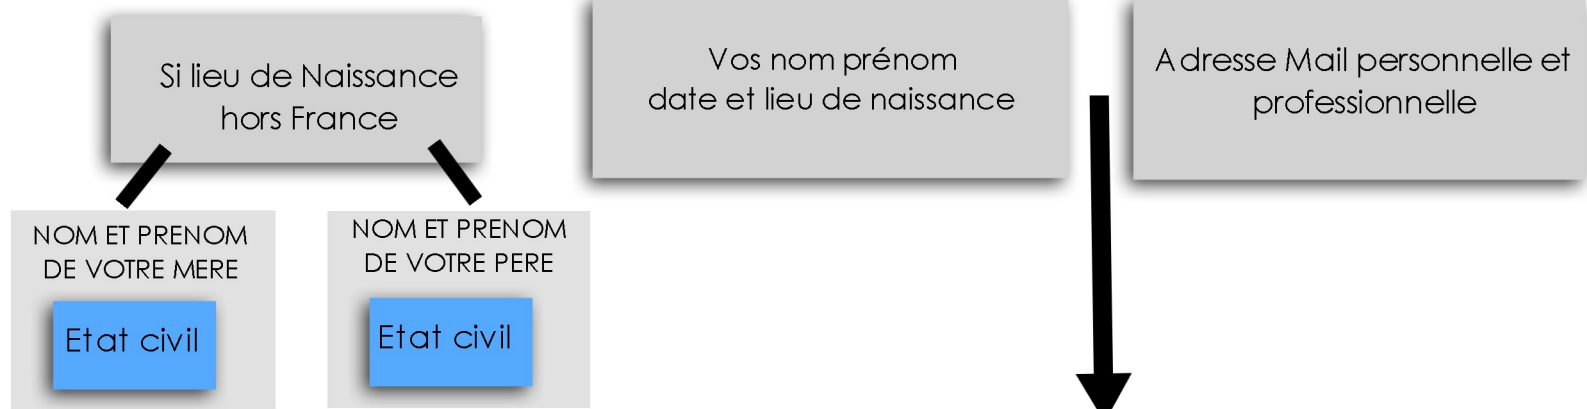 Si lieu de Naissance
hors France
Vos nom prénom
date et lieu de naissance
Adresse Mail personnelle et
professionnelle
NOM ET PRENOM
DE VOTRE MERE
Etat civil
NOM ET PRENOM
DE VOTRE PERE
Etat civil